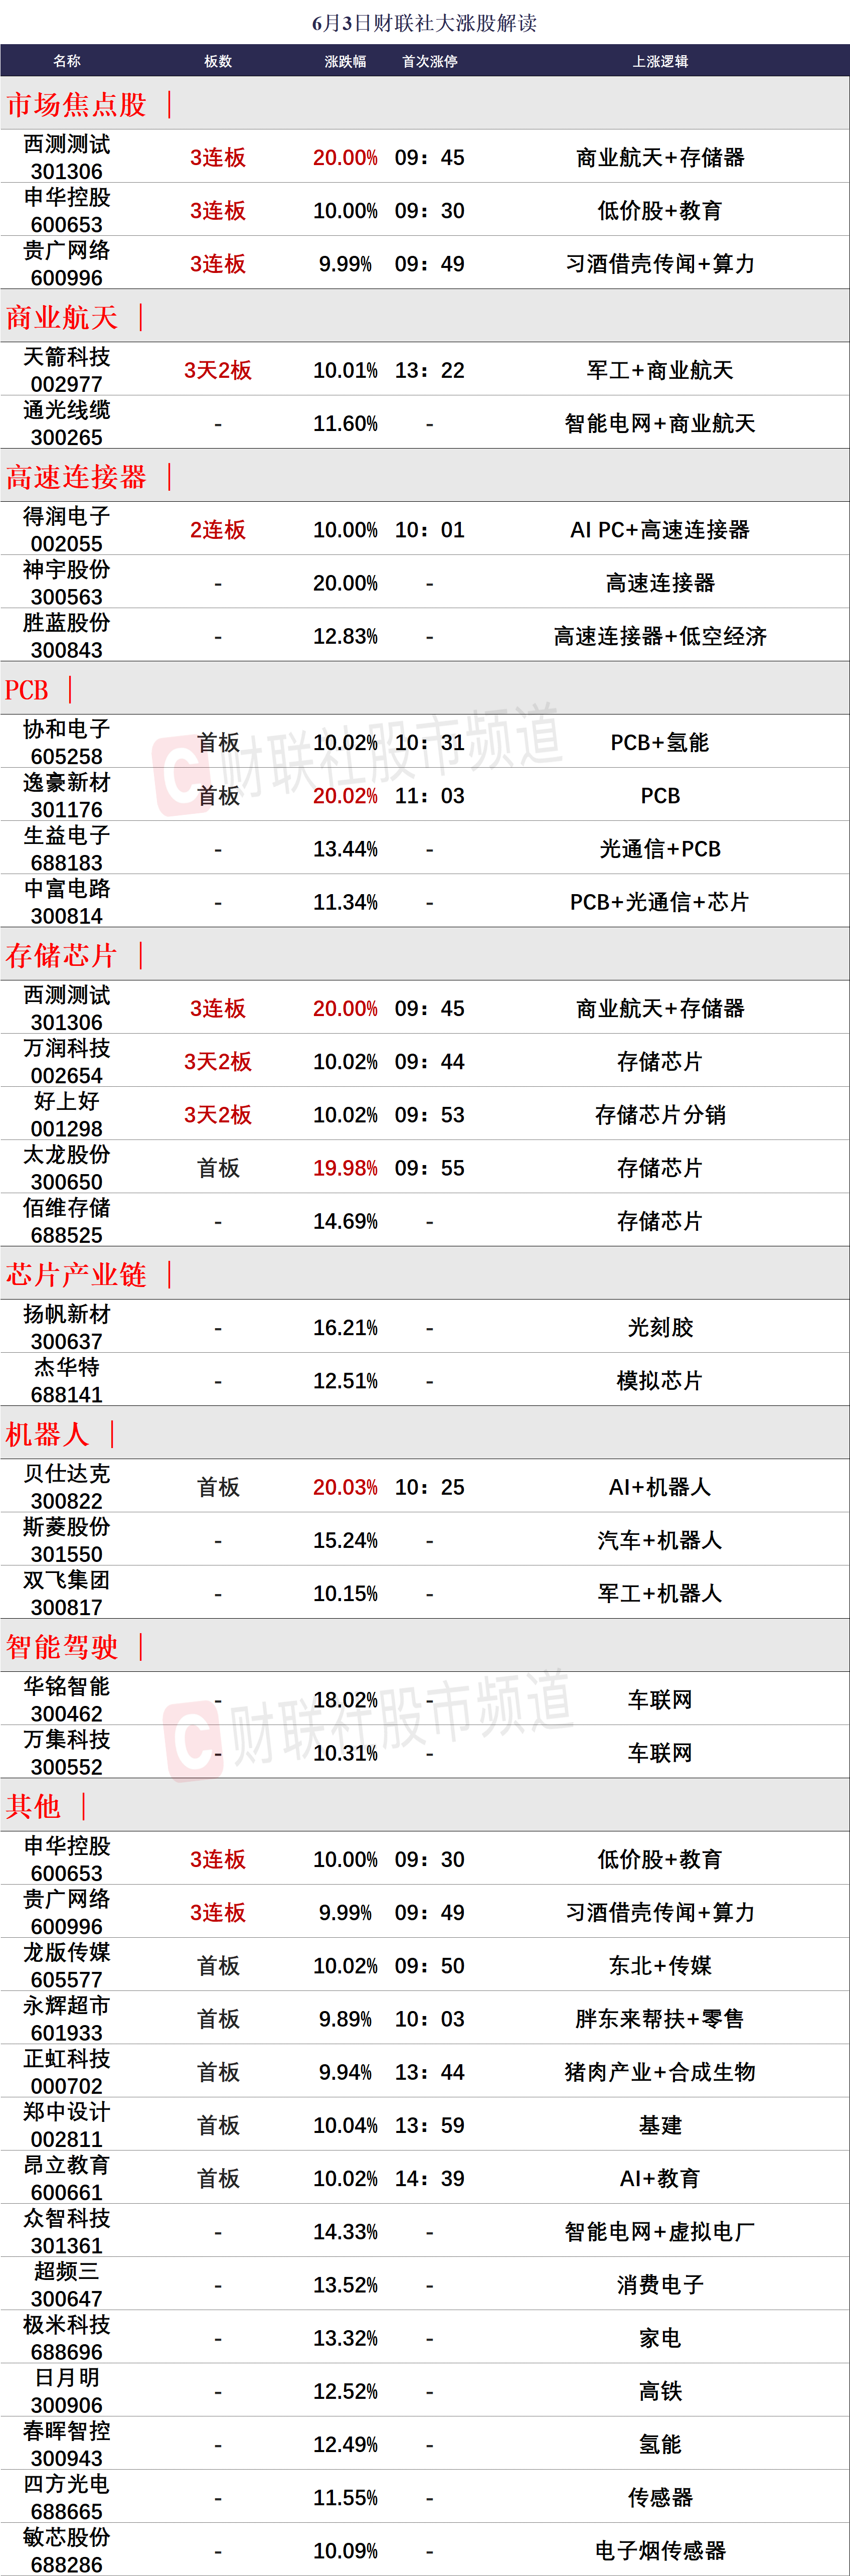 6月3日财联社大涨股解读
名称 板数 涨跌幅 首次涨停 上涨逻辑
市场焦点股 |
西测测试
301306 3连板 20.00% 09：45 商业航天+存储器
申华控股
600653 3连板 10.00% 09：30 低价股+教育
贵广网络
600996 3连板 9.99% 09：49 习酒借壳传闻+算力
商业航天 |
天箭科技
002977 3天2板 10.01% 13：22 军工+商业航天
通光线缆
300265 - 11.60% - 智能电网+商业航天
高速连接器 |
得润电子
002055 2连板 10.00% 10：01 AI PC+高速连接器
神宇股份
300563 - 20.00% - 高速连接器
胜蓝股份
300843 - 12.83% - 高速连接器+低空经济
PCB |
协和电子
605258 首板 10.02% 10：31 PCB+氢能
逸豪新材
301176 首板 20.02% 11：03 PCB
生益电子
688183 - 13.44% - 光通信+PCB
中富电路
300814 - 11.34% - PCB+光通信+芯片
财联社股市频道
存储芯片 |
西测测试
301306 3连板 20.00% 09：45 商业航天+存储器
万润科技
002654 3天2板 10.02% 09：44 存储芯片
好上好
001298 3天2板 10.02% 09：53 存储芯片分销
太龙股份
300650 首板 19.98% 09：55 存储芯片
佰维存储
688525 - 14.69% - 存储芯片
芯片产业链 |
扬帆新材
300637 - 16.21% - 光刻胶
杰华特
688141 - 12.51% - 模拟芯片
机器人 |
贝仕达克
300822 首板 20.03% 10：25 AI+机器人
斯菱股份
301550 - 15.24% - 汽车+机器人
双飞集团
300817 - 10.15% - 军工+机器人
智能驾驶 |
华铭智能
300462 - 18.02% - 车联网
万集科技
300552 - 10.31% - 车联网
财联社股市频道
其他 |
申华控股
600653 3连板 10.00% 09：30 低价股+教育
贵广网络
600996 3连板 9.99% 09：49 习酒借壳传闻+算力
龙版传媒
605577 首板 10.02% 09：50 东北+传媒
永辉超市
601933 首板 9.89% 10：03 胖东来帮扶+零售
正虹科技
000702 首板 9.94% 13：44 猪肉产业+合成生物
郑中设计
002811 首板 10.04% 13：59 基建
昂立教育
600661 首板 10.02% 14：39 AI+教育
众智科技
301361 - 14.33% - 智能电网+虚拟电厂
超频三
300647 - 13.52% - 消费电子
极米科技
688696 - 13.32% - 家电
日月明
300906 - 12.52% - 高铁
春晖智控
300943 - 12.49% - 氢能
四方光电
688665 - 11.55% - 传感器
敏芯股份
688286 - 10.09% - 电子烟传感器